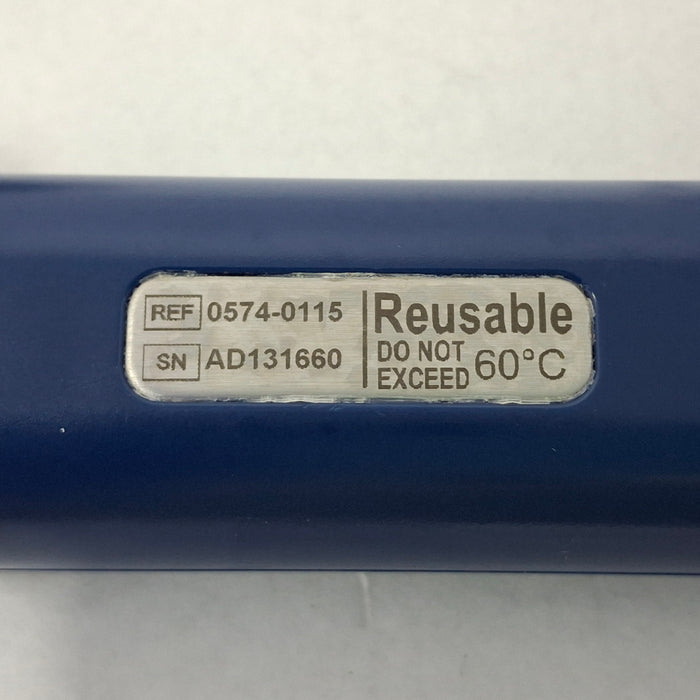 REF 0574-0115
SN AD131660
Reusable
DO NOT
EXCEED 60°C